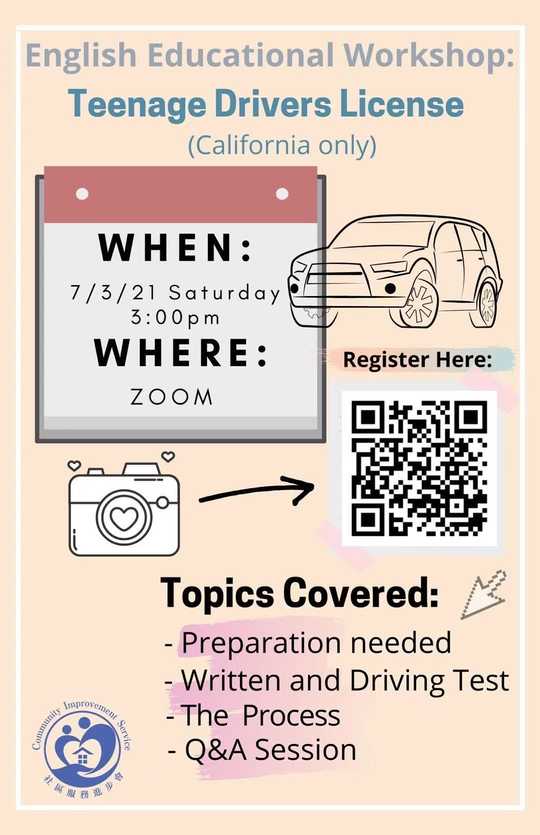 English Educational Workshop:
Teenage Drivers License
(California only)
WHEN:
7/3/21 Saturday
3:00pm
WHERE:
ZOOM
Register Here:
Topics Covered:
- Preparation needed
- Written and Driving Test
- The Process
- Q&A Session
Community Improvement Service
社區服務進步會